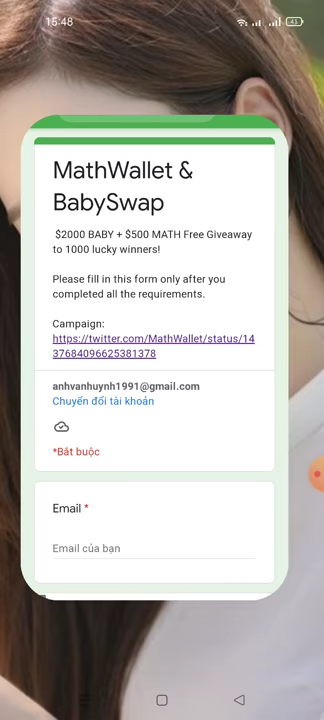 15:48
41
MathWallet &
BabySwap
$2000 BABY + $500 MATH Free Giveaway
to 1000 lucky winners!
Please fill in this form only after you
completed all the requirements.
Campaign:
https://twitter.com/MathWallet/status/14
37684096625381378
anhvanhuynh1991@gmail.com
Chuyển đổi tài khoản
*Bắt buộc
Email *
Email của bạn